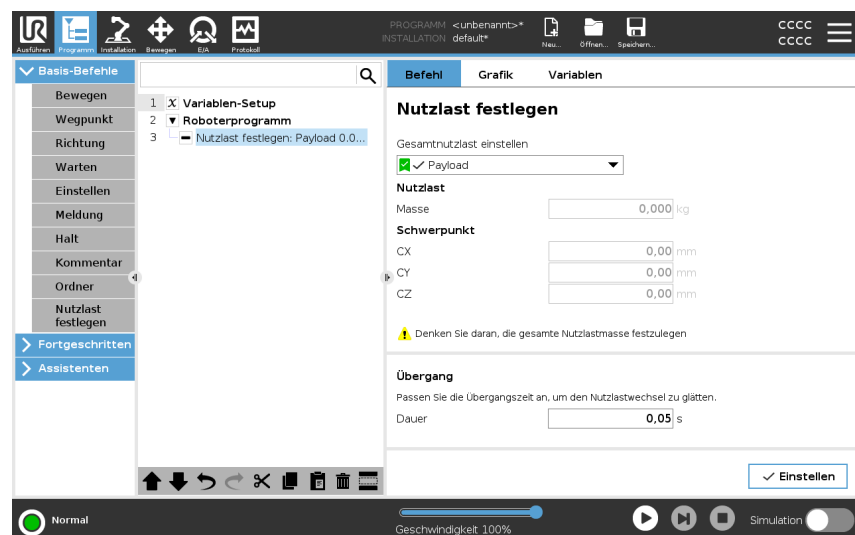 PROGRAMM <unbenannt>*
INSTALLATION default*
Ausführen Programm Installation Bewegen E/A Protokoll
Neu... Öffnen... Speichern...
CCCC
CCCC
Basis-Befehle
Bewegen
Wegpunkt
Richtung
Warten
Einstellen
Meldung
Halt
Kommentar
Ordner
Nutzlast
festlegen
Fortgeschritten
Assistenten
1 X Variablen-Setup
2 Roboterprogramm
3 Nutzlast festlegen: Payload 0.0...
Befehl Grafik Variablen
Nutzlast festlegen
Gesamtnutzlast einstellen
Payload
Nutzlast
Masse 0,000 kg
Schwerpunkt
CX 0,00 mm
CY 0,00 mm
CZ 0,00 mm
Denken Sie daran, die gesamte Nutzlastmasse festzulegen
Übergang
Passen Sie die Übergangszeit an, um den Nutzlastwechsel zu glätten.
Dauer 0,05 s
Einstellen
Normal
Geschwindigkeit 100%
Simulation